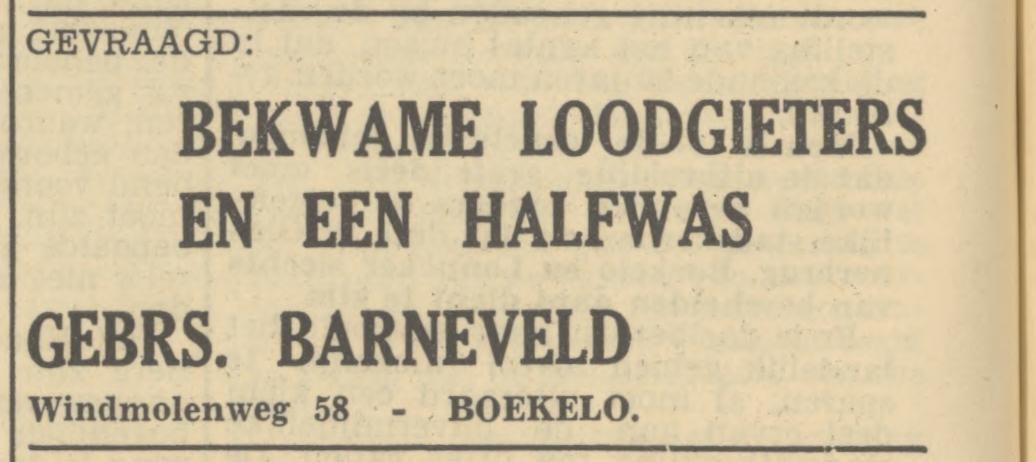 GEVRAAGD:
BEKWAME LOODGIETERS
EN EEN HALFWAS
GEBRS. BARNEVELD
Windmolenweg 58 - BOEKELO.